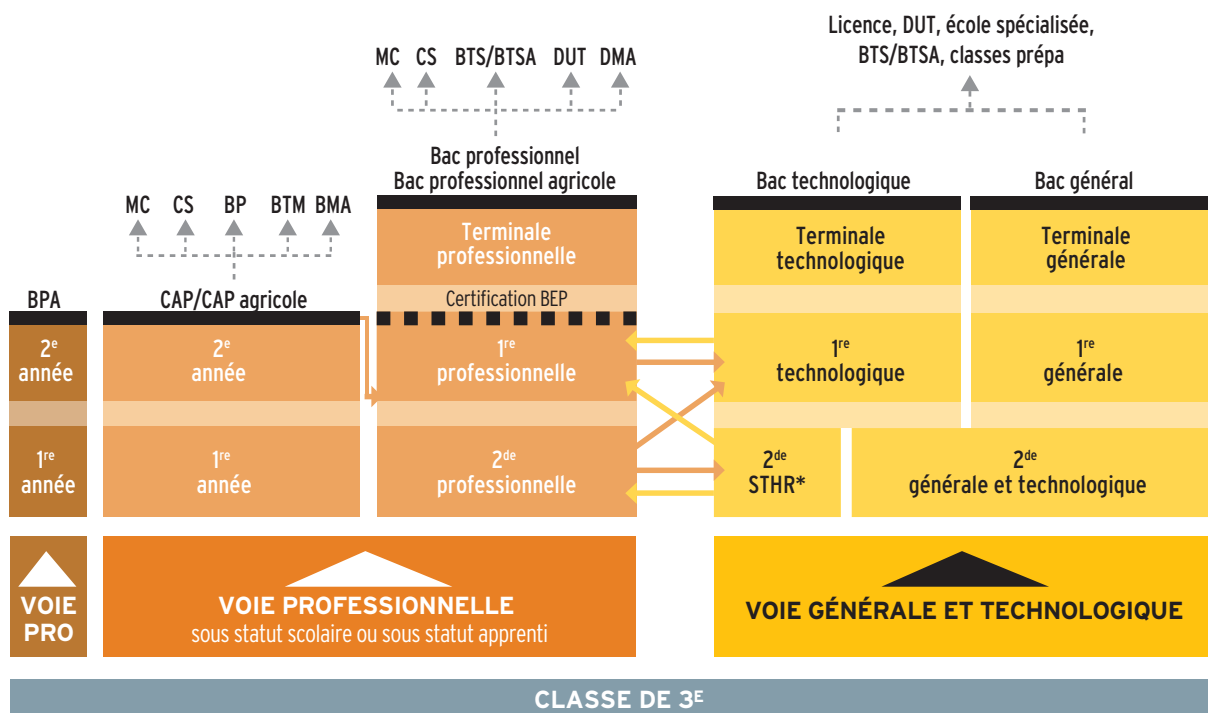 Licence, DUT, école spécialisée,
BTS/BTSA, classes prépa
MC CS BTS/BTSA DUT DMA
Bac professionnel
Bac professionnel agricole
Bac technologique
Bac général
MC CS BP BTM BMA
Terminale
professionnelle
Terminale
technologique
Terminale
générale
BPA
CAP/CAP agricole
Certification BEP
2e
année
2e
année
1re
professionnelle
1re
technologique
1re
générale
1re
année
1re
année
2de
professionnelle
2de
STHR*
2de
générale et technologique
VOIE
PRO
VOIE PROFESSIONNELLE
sous statut scolaire ou sous statut apprenti
VOIE GÉNÉRALE ET TECHNOLOGIQUE
CLASSE DE 3E